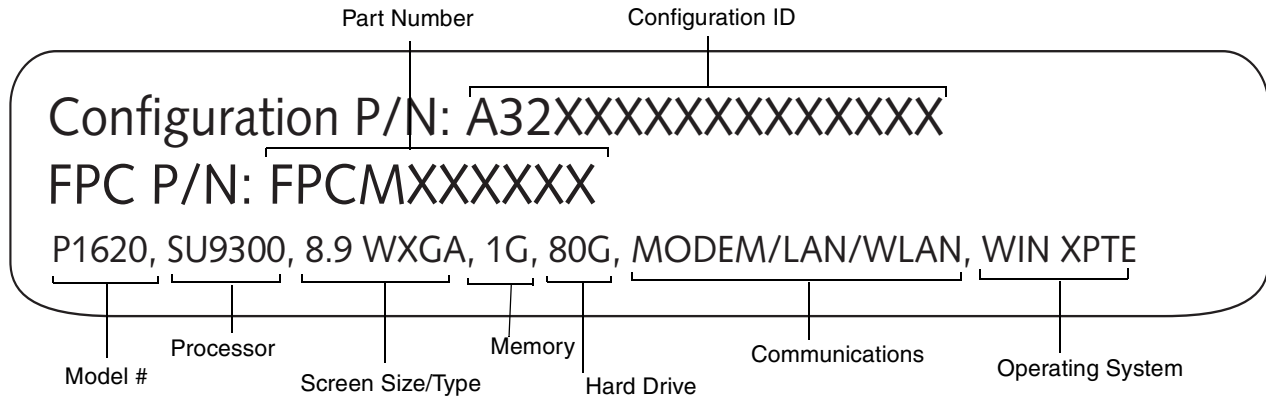 Part Number
Configuration ID
Configuration P/N: A32XXXXXXXXXXXXX
FPC P/N: FPCMXXXXXX
P1620, SU9300, 8.9 WXGA, 1G, 80G, MODEM/LAN/WLAN, WIN XPTE
Model #
Processor
Screen Size/Type
Memory
Hard Drive
Communications
Operating System